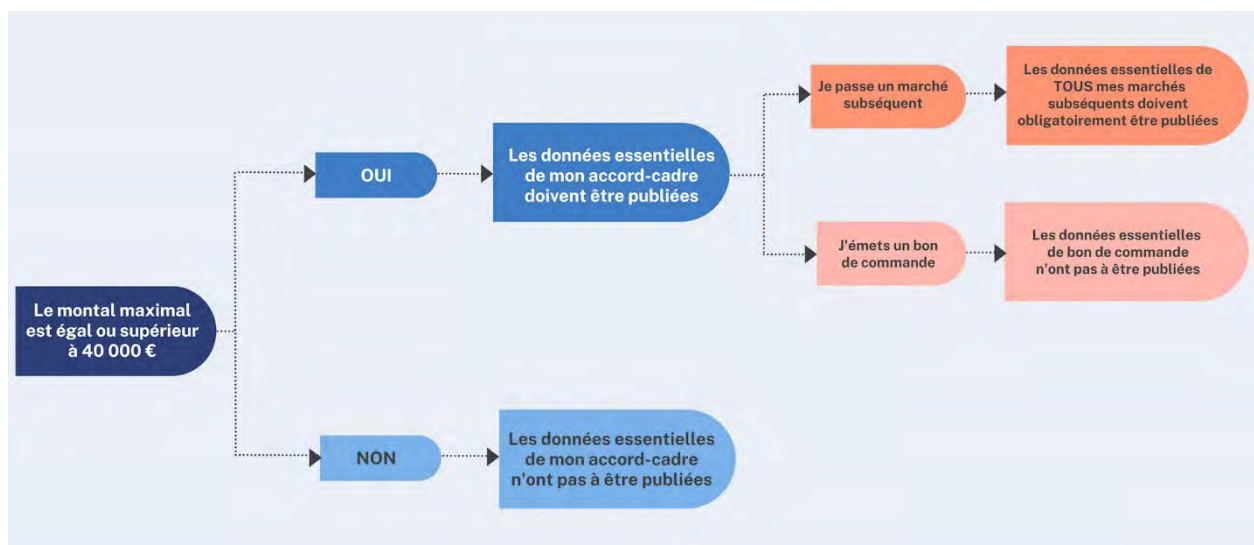 Le montal maximal
est égal ou supérieur
à 40 000 €
OUI
Les données essentielles
de mon accord-cadre
doivent être publiées
Je passe un marché
subséquent
Les données essentielles de
TOUS mes marchés
subséquents doivent
obligatoirement être publiées
J'émets un bon
de commande
Les données essentielles
de bon de commande
n'ont pas à être publiées
NON
Les données essentielles
de mon accord-cadre
n'ont pas à être publiées